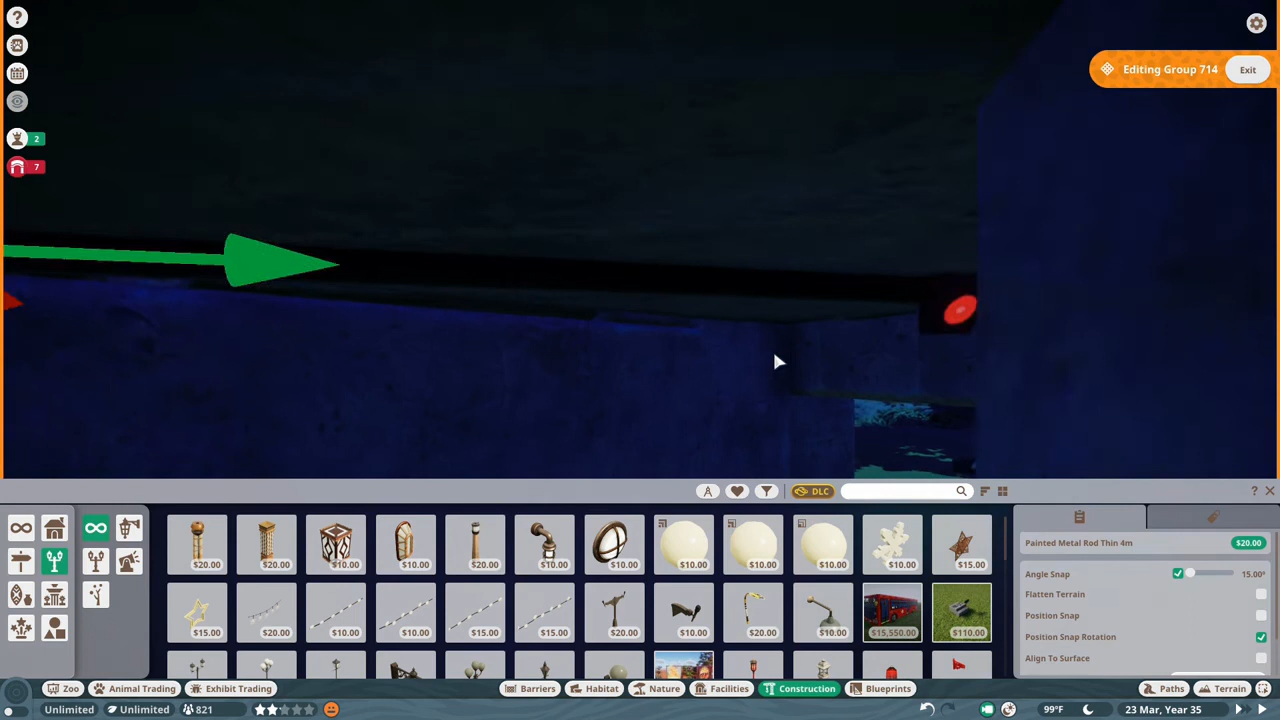 ?
Editing Group 714
Exit
2
7
DLC
?
$20.00 $10.00 $10.00 $10.00 $10.00 $10.00 $10.00 $10.00 $10.00 $10.00 $10.00 $15.00
$15.00 $20.00 $10.00 $10.00 $15.00 $10.00 $20.00 $10.00 $20.00 $10.00 $15,550.00 $110.00
Painted Metal Rod Thin 4m $20.00
Angle Snap 15.00°
Flatten Terrain
Position Snap
Position Snap Rotation
Align To Surface
Zoo Animal Trading Exhibit Trading Barriers Habitat Nature Facilities Construction Blueprints Paths Terrain
Unlimited Unlimited 821 99°F 23 Mar, Year 35